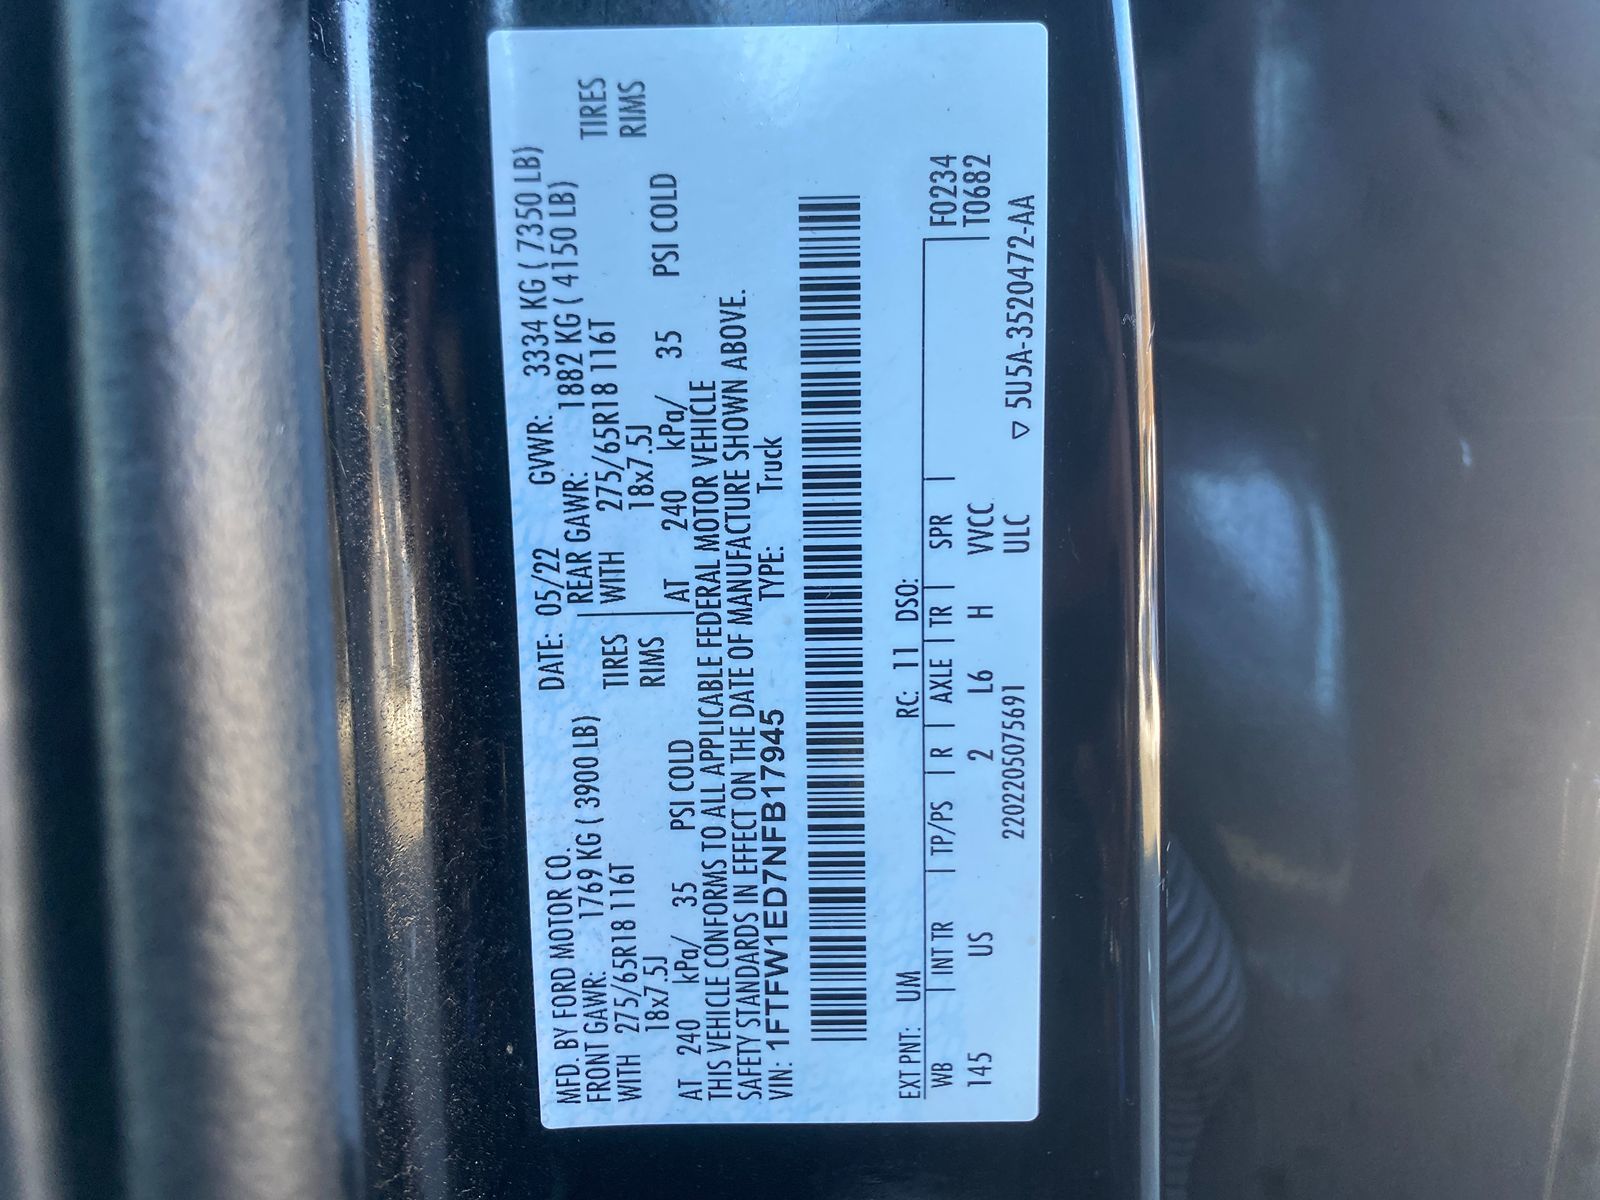 MFD. BY FORD MOTOR CO. DATE: 05/22 GVWR: 3334 KG ( 7350 LB)
FRONT GAWR: 1769 KG ( 3900 LB) REAR GAWR: 1882 KG ( 4150 LB)
WITH 275/65R18 116T TIRES WITH 275/65R18 116T TIRES
18x7.5J RIMS 18x7.5J RIMS
AT 240 kPa/ 35 PSI COLD AT 240 kPa/ 35 PSI COLD
THIS VEHICLE CONFORMS TO ALL APPLICABLE FEDERAL MOTOR VEHICLE
SAFETY STANDARDS IN EFFECT ON THE DATE OF MANUFACTURE SHOWN ABOVE.
VIN: 1FTFW1ED7NFB17945 TYPE: Truck
EXT PNT: UM RC: 11 DSO: F0234
WB | INT TR | TP/PS | R | AXLE | TR | SPR | T0682
145 US 2 L6 H VVCC
2202205075691 ULC ▽ 5U5A-3520472-AA